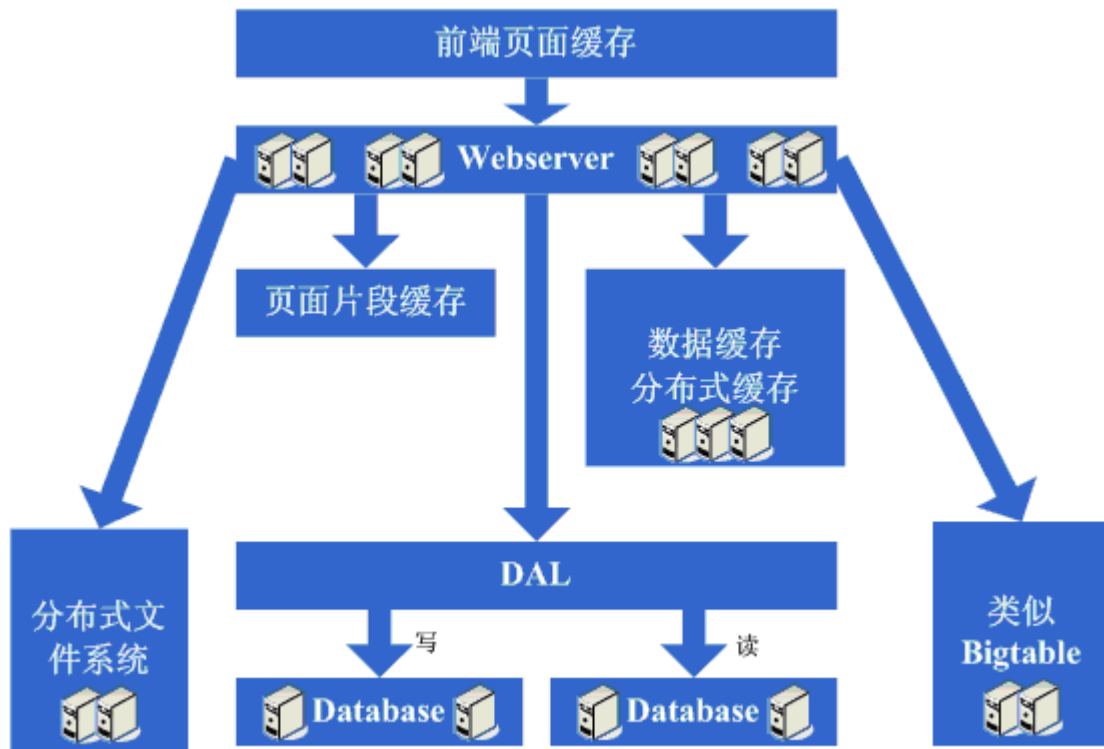 前端页面缓存
Webserver
页面片段缓存
数据缓存
分布式缓存
DAL
写
读
分布式文
件系统
Database
Database
类似
Bigtable